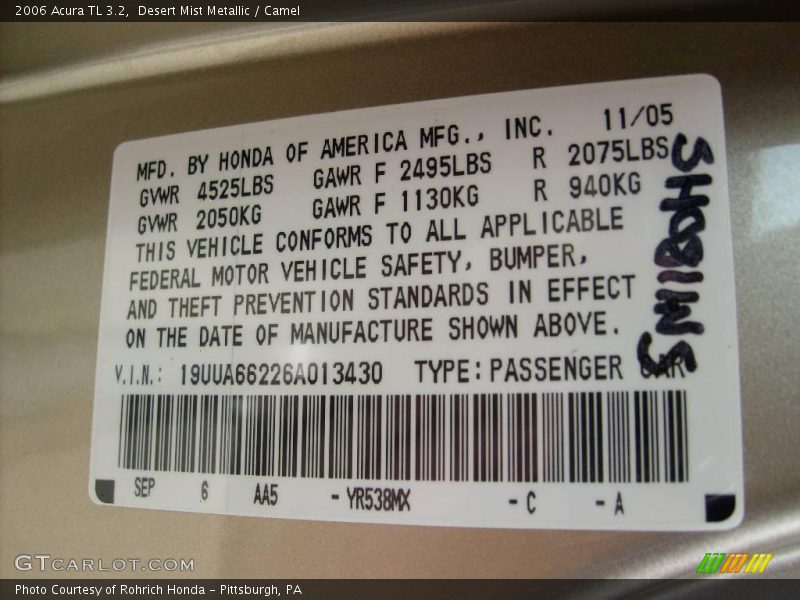 2006 Acura TL 3.2, Desert Mist Metallic / Camel
MFD. BY HONDA OF AMERICA MFG., INC. 11/05
GVWR 4525LBS GAWR F 2495LBS R 2075LBS
GVWR 2050KG GAWR F 1130KG R 940KG
THIS VEHICLE CONFORMS TO ALL APPLICABLE
FEDERAL MOTOR VEHICLE SAFETY, BUMPER,
AND THEFT PREVENTION STANDARDS IN EFFECT
ON THE DATE OF MANUFACTURE SHOWN ABOVE.
V.I.N.: 19UUA66226A013430 TYPE: PASSENGER CAR
SEP 6 AA5 - YR538MX - C - A
GTCARLOT.COM
Photo Courtesy of Rohrich Honda - Pittsburgh, PA